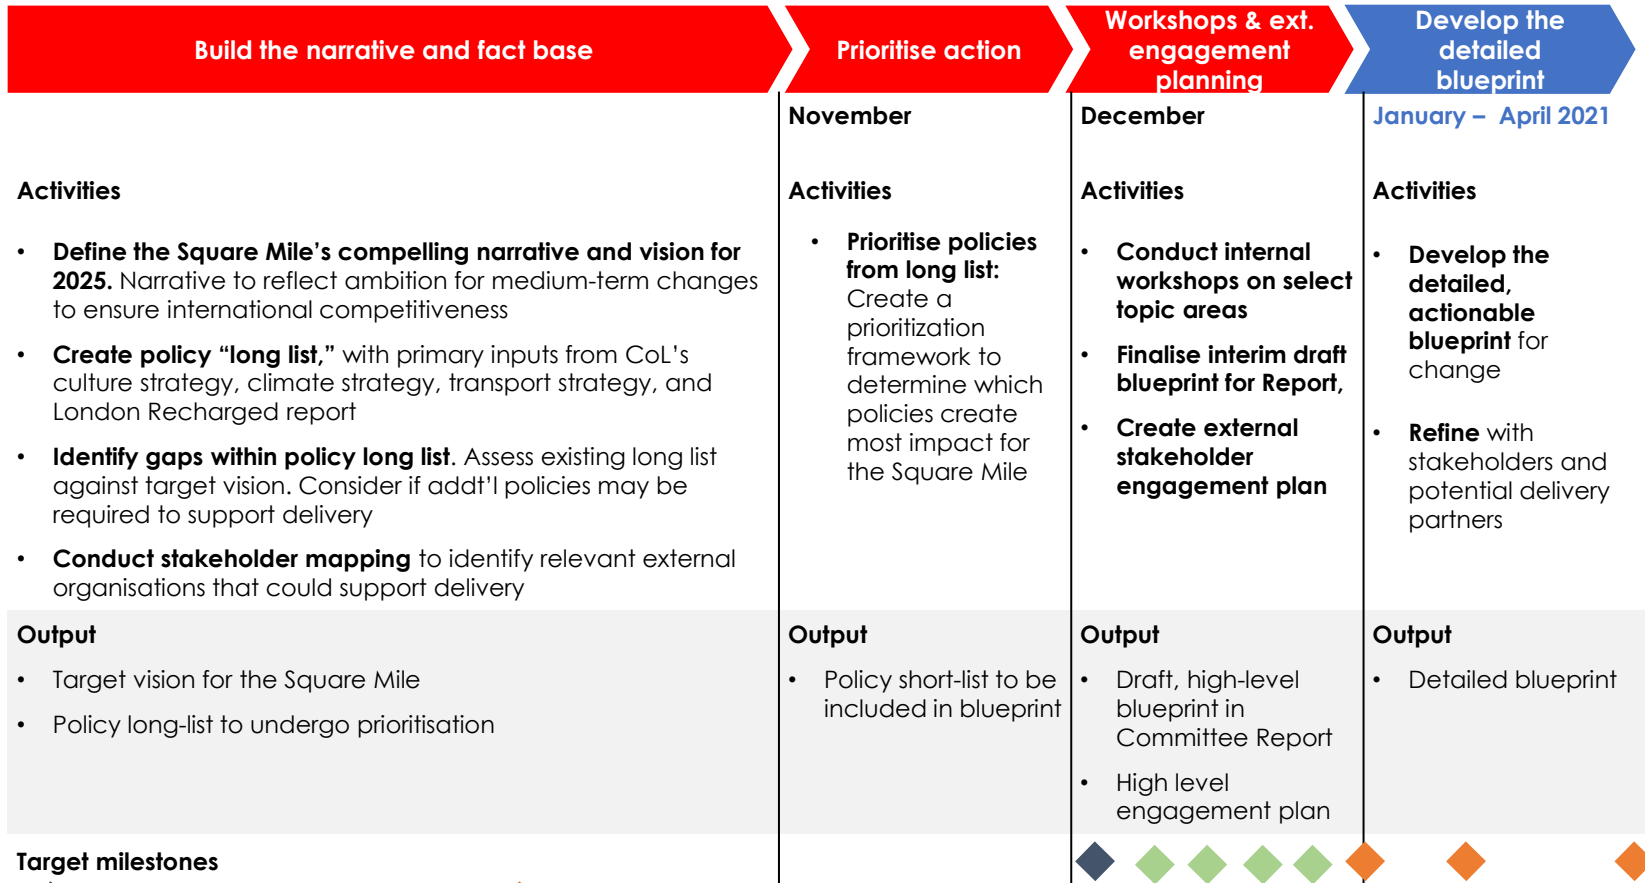 Build the narrative and fact base
Prioritise action
Workshops & ext.
engagement
planning
Develop the
detailed
blueprint
November
December
January – April 2021
Activities
• Define the Square Mile’s compelling narrative and vision for
2025. Narrative to reflect ambition for medium-term changes
to ensure international competitiveness
• Create policy “long list,” with primary inputs from CoL’s
culture strategy, climate strategy, transport strategy, and
London Recharged report
• Identify gaps within policy long list. Assess existing long list
against target vision. Consider if addt’l policies may be
required to support delivery
• Conduct stakeholder mapping to identify relevant external
organisations that could support delivery
Activities
• Prioritise policies
from long list:
Create a
prioritization
framework to
determine which
policies create
most impact for
the Square Mile
Activities
• Conduct internal
workshops on select
topic areas
• Finalise interim draft
blueprint for Report,
• Create external
stakeholder
engagement plan
Activities
• Develop the
detailed,
actionable
blueprint for
change
• Refine with
stakeholders and
potential delivery
partners
Output
• Target vision for the Square Mile
• Policy long-list to undergo prioritisation
Output
• Policy short-list to be
included in blueprint
Output
• Draft, high-level
blueprint in
Committee Report
• High level
engagement plan
Output
• Detailed blueprint
Target milestones